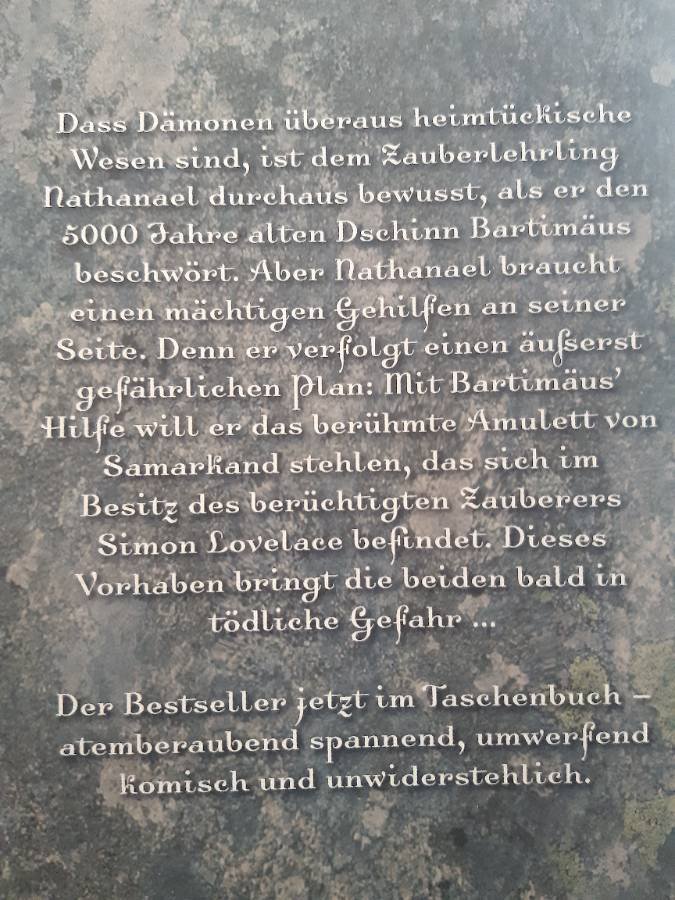 Dass Dämonen überaus heimtückische
Wesen sind, ist dem Zauberlehrling
Nathanael durchaus bewusst, als er den
5000 Jahre alten Dschinn Bartimäus
beschwört. Aber Nathanael braucht
einen mächtigen Gehilfen an seiner
Seite. Denn er verfolgt einen äußerst
gefährlichen Plan: Mit Bartimäus’
Hilfe will er das berühmte Amulett von
Samarkand stehlen, das sich im
Besitz des berüchtigten Zauberers
Simon Lovelace befindet. Dieses
Vorhaben bringt die beiden bald in
tödliche Gefahr ...
Der Bestseller jetzt im Taschenbuch –
atemberaubend spannend, umwerfend
komisch und unwiderstehlich.